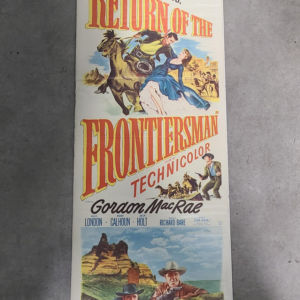 RETURN OF THE
FRONTIERSMAN
TECHNICOLOR
Gordon MacRae
LONDON · CALHOUN · HOLT
RICHARD BARE